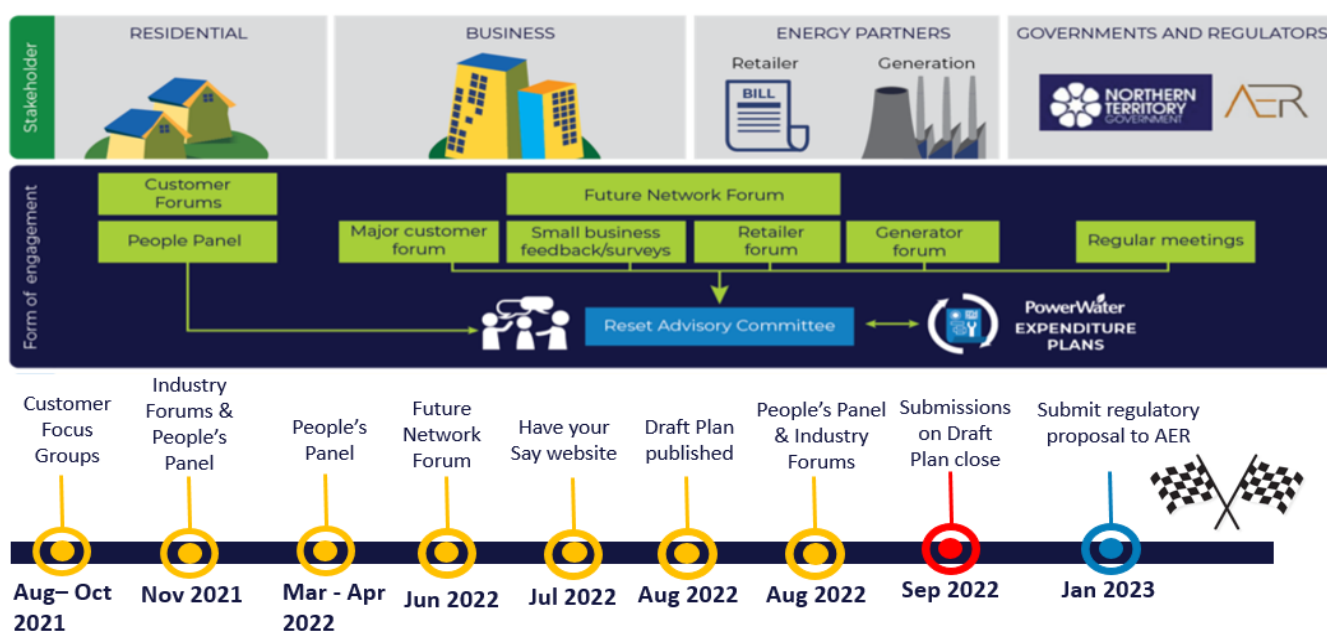 Stakeholder
RESIDENTIAL
BUSINESS
ENERGY PARTNERS
Retailer
BILL
Generation
GOVERNMENTS AND REGULATORS
NORTHERN
TERRITORY
GOVERNMENT
AER
Form of engagement
Customer
Forums
People Panel
Future Network Forum
Major customer
forum
Small business
feedback/surveys
Retailer
forum
Generator
forum
Regular meetings
Reset Advisory Committee
PowerWater
EXPENDITURE
PLANS
Customer
Focus
Groups
Industry
Forums &
People's
Panel
People's
Panel
Future
Network
Forum
Have your
Say website
Draft Plan
published
People's Panel
& Industry
Forums
Submissions
on Draft
Plan close
Submit regulatory
proposal to AER
Aug– Oct
2021
Nov 2021
Mar - Apr
2022
Jun 2022
Jul 2022
Aug 2022
Aug 2022
Sep 2022
Jan 2023